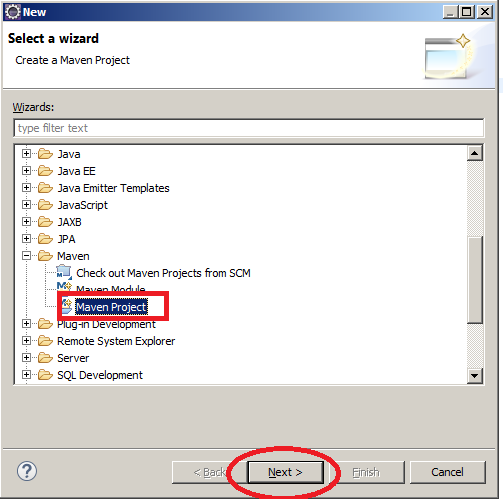 New
Select a wizard
Create a Maven Project
Wizards:
type filter text
Java
Java EE
Java Emitter Templates
JavaScript
JAXB
JPA
Maven
Check out Maven Projects from SCM
Maven Module
Maven Project
Plug-in Development
Remote System Explorer
Server
SQL Development
?
< Back
Next >
Finish
Cancel